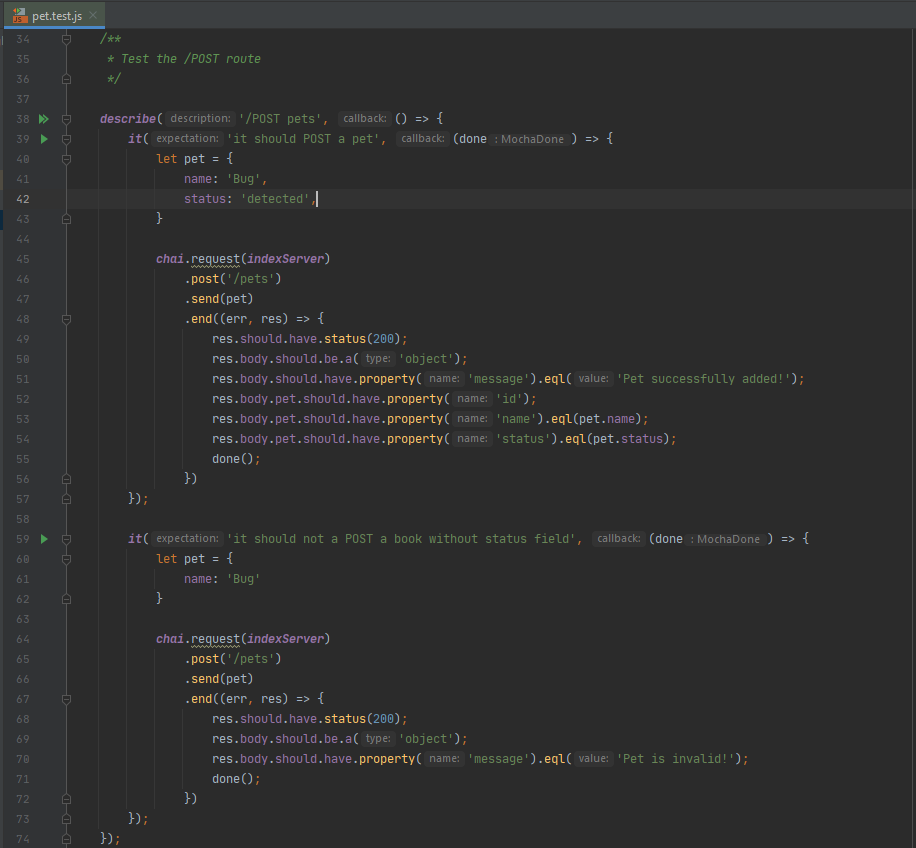 pet.test.js
34 /**
35 * Test the /POST route
36 */
37
38 describe( description: '/POST pets', callback: () => {
39 it( expectation: 'it should POST a pet', callback: (done : MochaDone ) => {
40 let pet = {
41 name: 'Bug',
42 status: 'detected',
43 }
44
45 chai.request(indexServer)
46 .post('/pets')
47 .send(pet)
48 .end((err, res) => {
49 res.should.have.status(200);
50 res.body.should.be.a( type: 'object');
51 res.body.should.have.property( name: 'message').eql( value: 'Pet successfully added!');
52 res.body.pet.should.have.property( name: 'id');
53 res.body.pet.should.have.property( name: 'name').eql(pet.name);
54 res.body.pet.should.have.property( name: 'status').eql(pet.status);
55 done();
56 })
57 });
58
59 it( expectation: 'it should not a POST a book without status field', callback: (done : MochaDone ) => {
60 let pet = {
61 name: 'Bug'
62 }
63
64 chai.request(indexServer)
65 .post('/pets')
66 .send(pet)
67 .end((err, res) => {
68 res.should.have.status(200);
69 res.body.should.be.a( type: 'object');
70 res.body.should.have.property( name: 'message').eql( value: 'Pet is invalid!');
71 done();
72 })
73 });
74 });